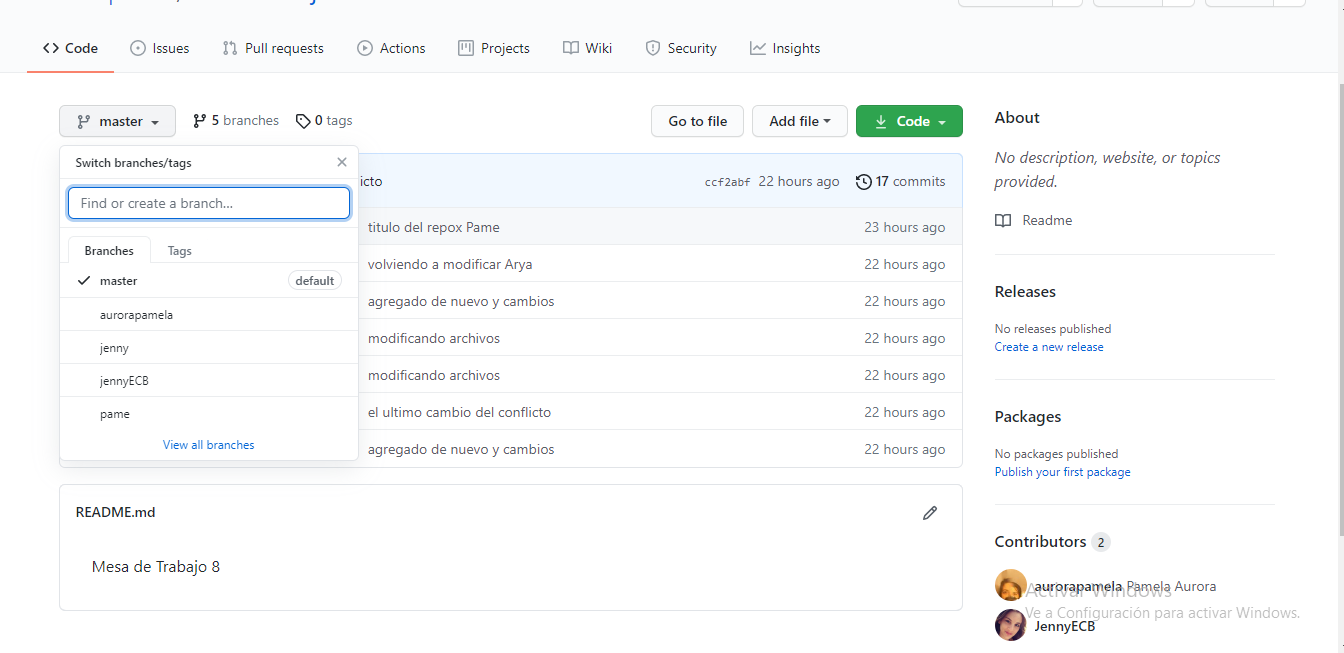 Code Issues Pull requests Actions Projects Wiki Security Insights
master 5 branches 0 tags Go to file Add file Code
Switch branches/tags
Find or create a branch...
Branches Tags
master default
aurorapamela
jenny
jennyECB
pame
View all branches
icto ccf2abf 22 hours ago 17 commits
titulo del repox Pame 23 hours ago
volviendo a modificar Arya 22 hours ago
agregado de nuevo y cambios 22 hours ago
modificando archivos 22 hours ago
modificando archivos 22 hours ago
el ultimo cambio del conflicto 22 hours ago
agregado de nuevo y cambios 22 hours ago
README.md
Mesa de Trabajo 8
About
No description, website, or topics
provided.
Readme
Releases
No releases published
Create a new release
Packages
No packages published
Publish your first package
Contributors 2
aurorapamela Pamela Aurora
JennyECB
Activar Windows
Ve a Configuración para activar Windows.